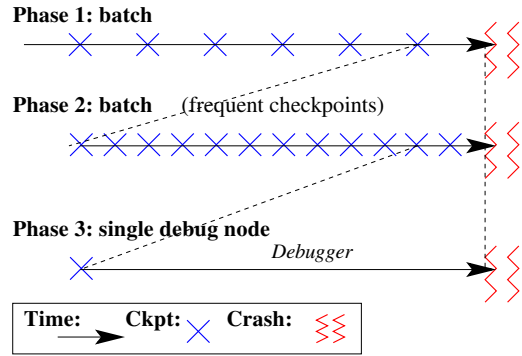 Phase 1: batch
Phase 2: batch (frequent checkpoints)
Phase 3: single debug node
Debugger
Time: Ckpt: Crash: